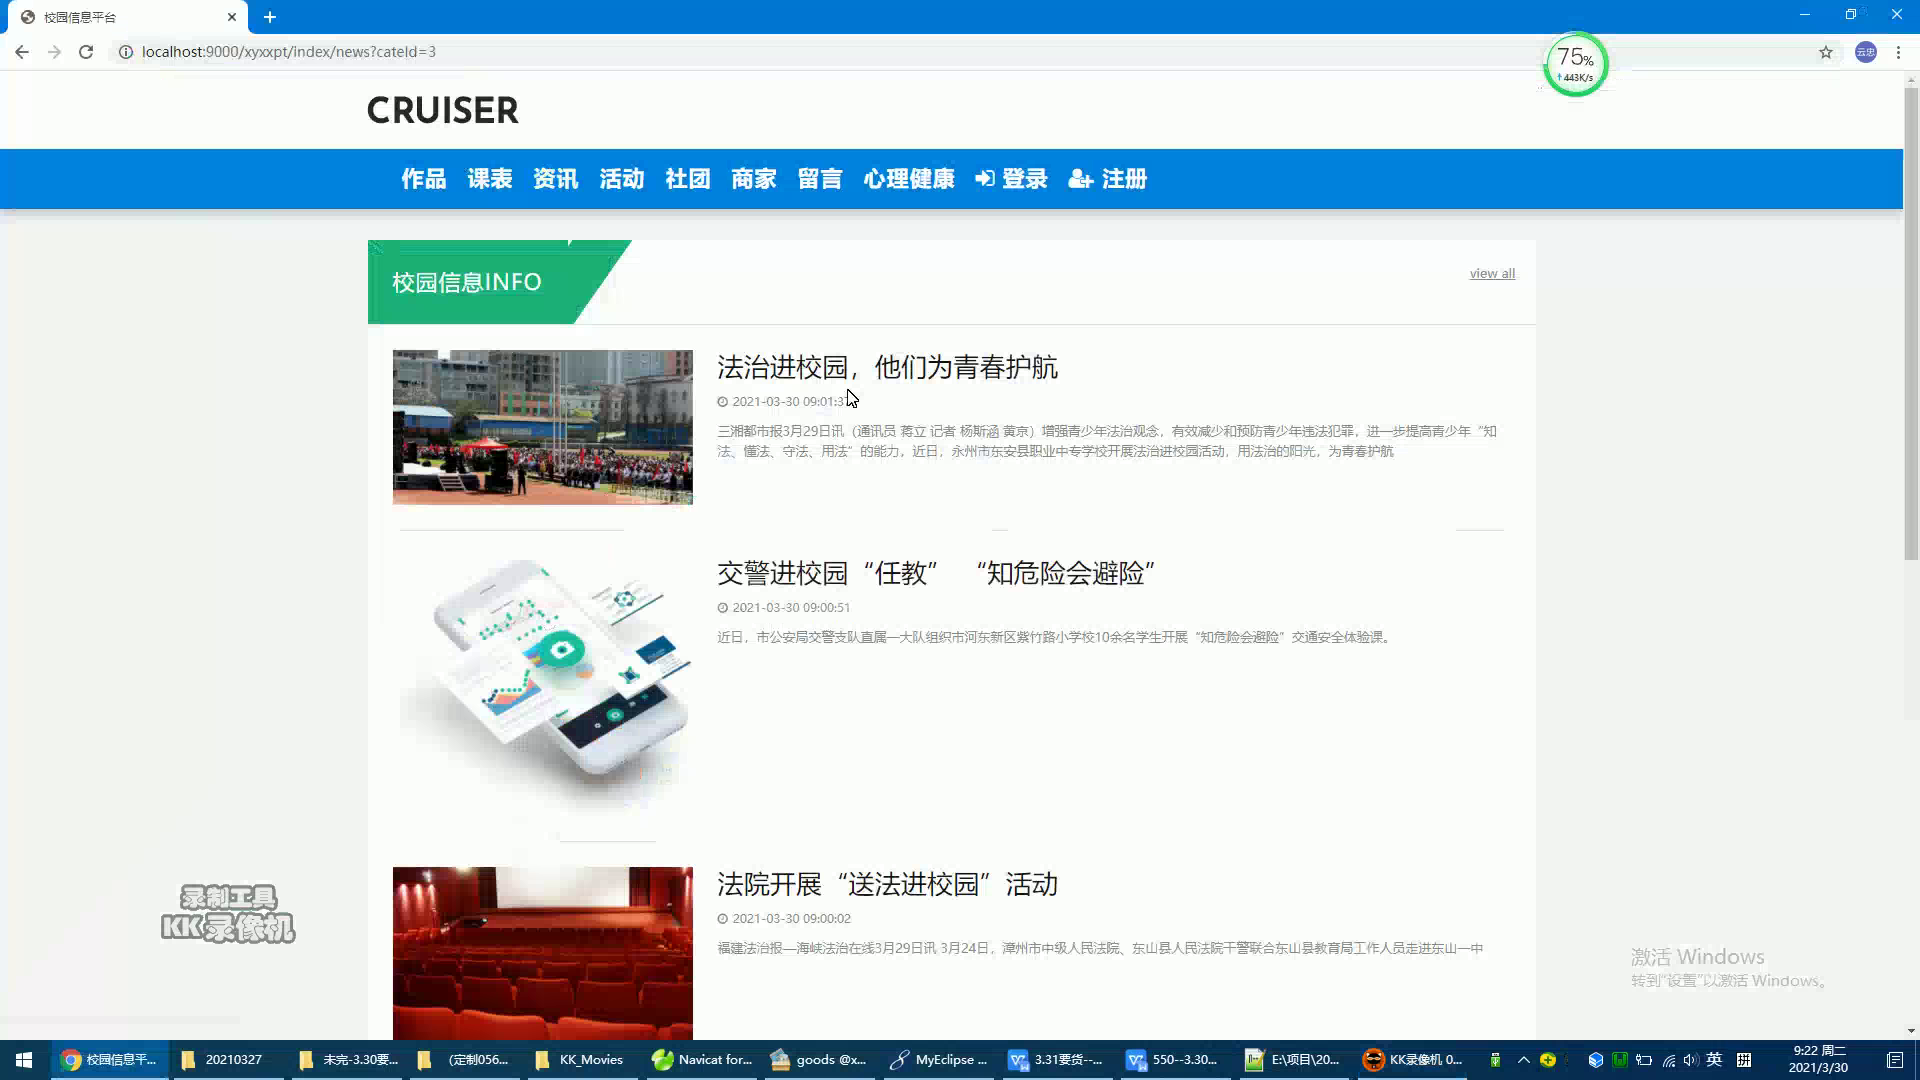 校园信息平台
localhost:9000/xyxxpt/index/news?cateId=3
云忠
75%
↑ 443K/s
CRUISER
作品 课表 资讯 活动 社团 商家 留言 心理健康 登录 注册
校园信息INFO
view all
法治进校园，他们为青春护航
2021-03-30 09:01:3
三湘都市报3月29日讯（通讯员 蒋立 记者 杨斯涵 黄京）增强青少年法治观念，有效减少和预防青少年违法犯罪，进一步提高青少年“知
法、懂法、守法、用法”的能力，近日，永州市东安县职业中专学校开展法治进校园活动，用法治的阳光，为青春护航
交警进校园“任教” “知危险会避险”
2021-03-30 09:00:51
近日，市公安局交警支队直属一大队组织市河东新区紫竹路小学校10余名学生开展“知危险会避险”交通安全体验课。
法院开展“送法进校园”活动
2021-03-30 09:00:02
福建法治报—海峡法治在线3月29日讯 3月24日，漳州市中级人民法院、东山县人民法院干警联合东山县教育局工作人员走进东山一中
录制工具
KK录像机
激活 Windows
转到“设置”以激活 Windows。
校园信息平...
20210327
未完-3.30要...
(定制056...
KK_Movies
Navicat for...
goods @x...
MyEclipse ...
3.31要货--...
550--3.30...
E:\项目\20...
KK录像机 0...
英
拼
9:22 周二
2021/3/30